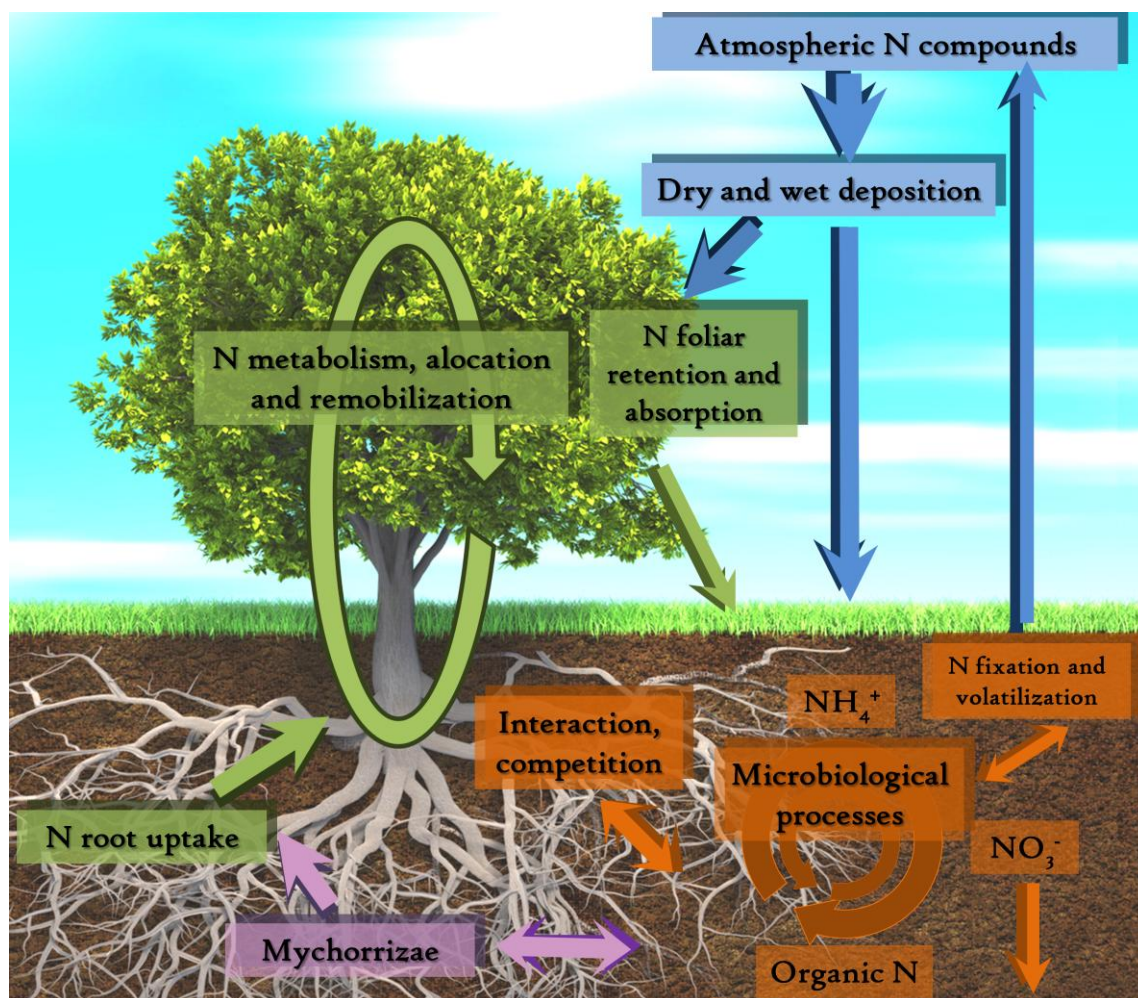 Atmospheric N compounds
Dry and wet deposition
N metabolism, alocation
and remobilization
N foliar
retention and
absorption
N fixation and
volatilization
NH₄⁺
Interaction,
competition
Microbiological
processes
N root uptake
NO₃⁻
Mychorrizae
Organic N